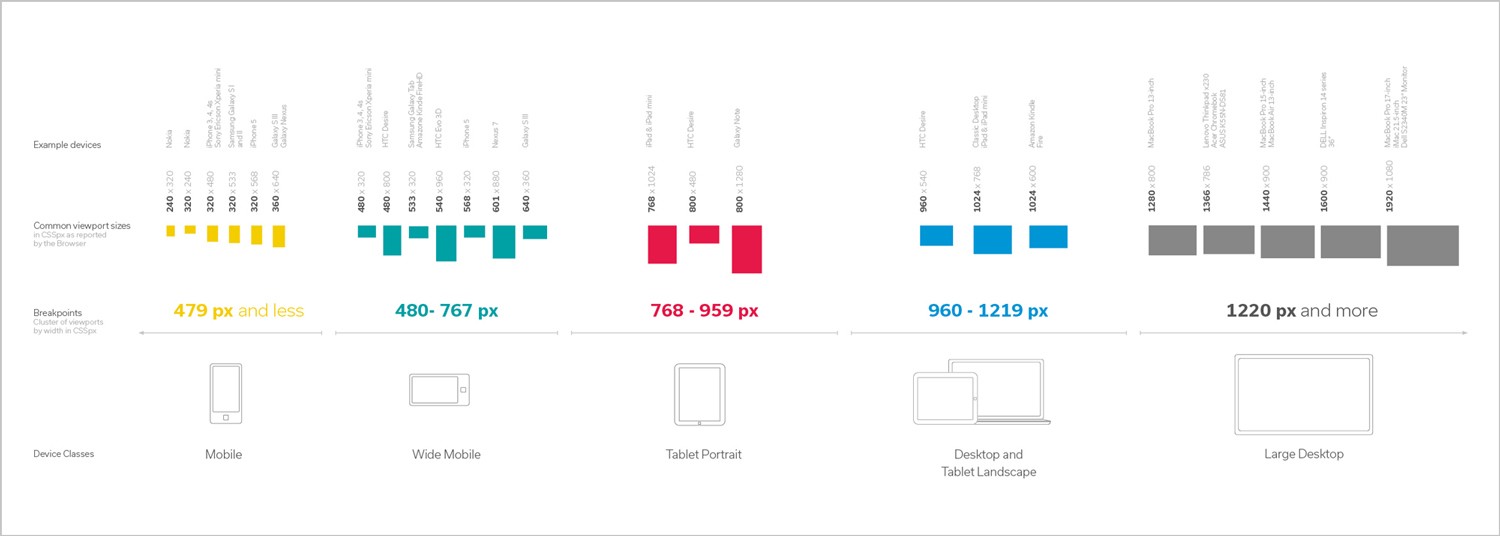 Example devices
Nokia
Nokia
iPhone 3, 4, 4s
Sony Ericson Xperia mini
Samsung Galaxy S I
and II
iPhone 5
Galaxy SIII
Galaxy Nexus
iPhone 3, 4, 4s
Sony Ericson Xperia mini
HTC Desire
Samsung Galaxy Tab
Amazone Kinde FireHD
HTC Evo 3D
iPhone 5
Nexus 7
Galaxy SIII
iPad & iPad mini
HTC Desire
Galaxy Note
HTC Desire
Classic Desktop
iPad & iPad mini
Amazon Kindle
Fire
MacBook Pro 13-inch
Lenovo Thinkpad x230
Acer Chromebok
ASUS K55N-DS81
MacBook Pro 15-inch
MacBook Air 13-inch
DELL Inspiron 14 series
36"
MacBook Pro 17-inch
iMac 21.5-inch
Dell S2340M 23" Monitor
240 x 320
320 x 240
320 x 480
320 x 533
320 x 568
360 x 640
480 x 320
480 x 800
533 x 320
540 x 960
568 x 320
601 x 880
640 x 360
768 x 1024
800 x 480
800 x 1280
960 x 540
1024 x 768
1024 x 600
1280 x 800
1366 x 786
1440 x 900
1600 x 900
1920 x 1080
Common viewport sizes
in CSSpx as reported
by the Browser
Breakpoints
Cluster of viewports
by width in CSSpx
479 px and less
480- 767 px
768 - 959 px
960 - 1219 px
1220 px and more
Device Classes
Mobile
Wide Mobile
Tablet Portrait
Desktop and
Tablet Landscape
Large Desktop